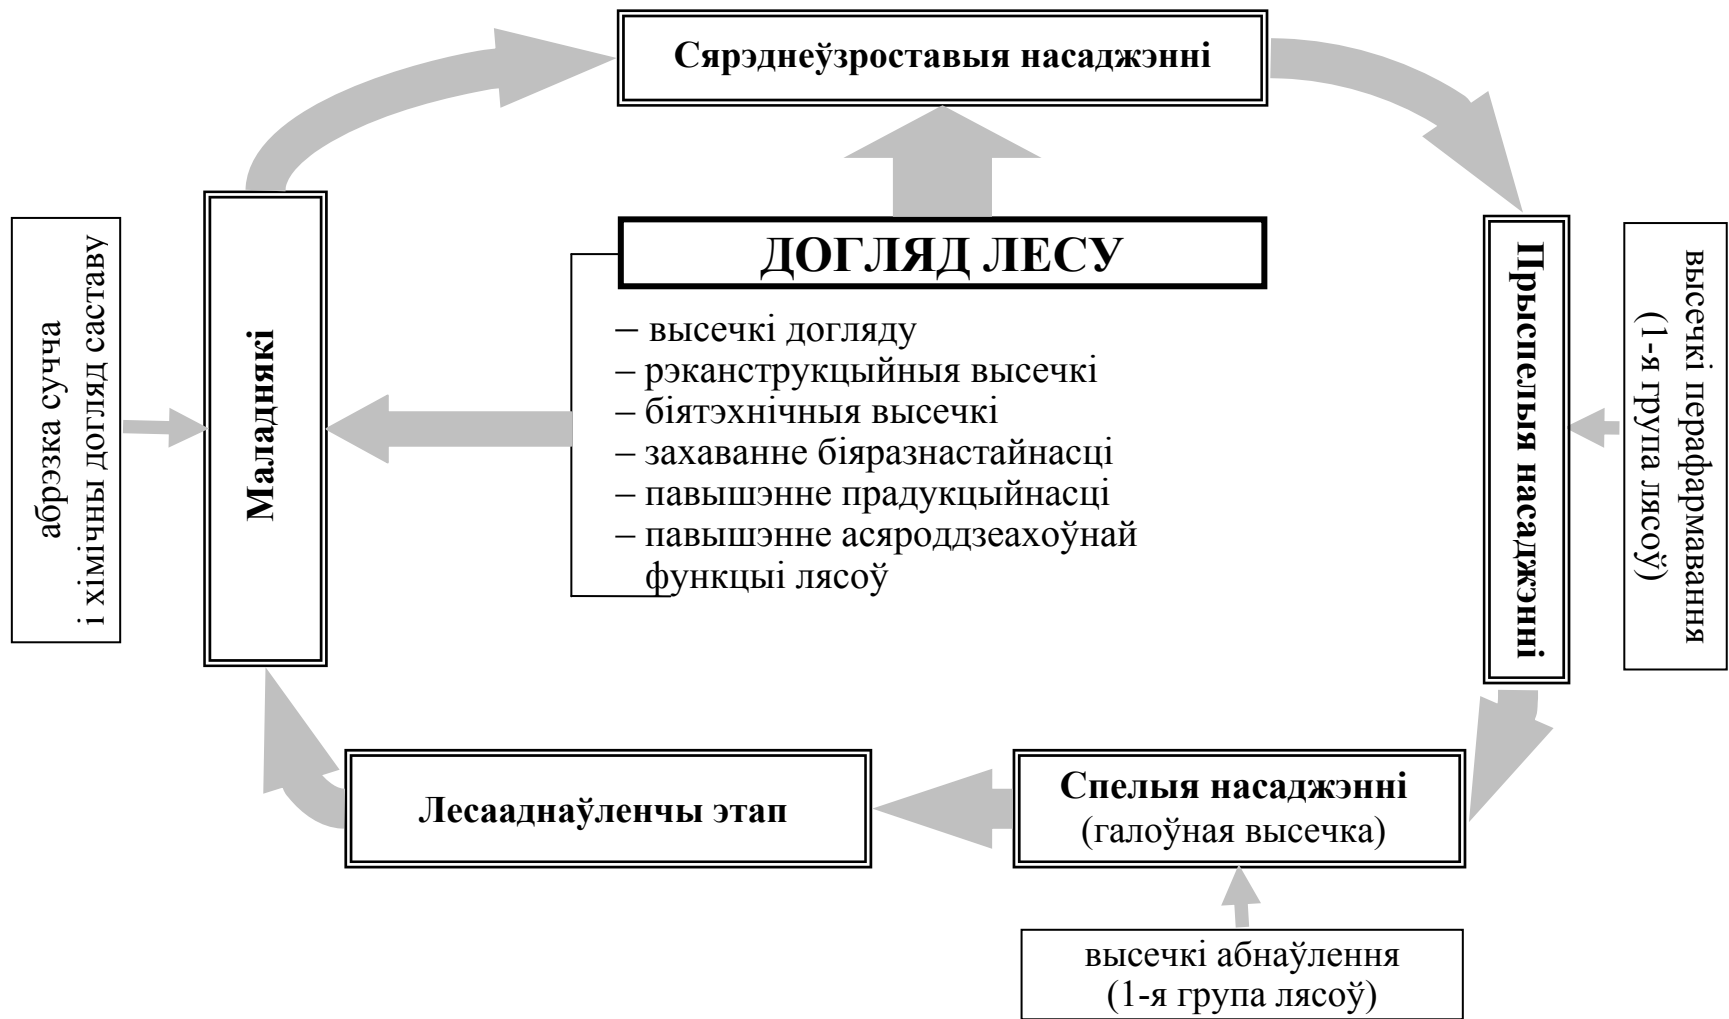 Сярэднеўзроставыя насаджэнні
ДОГЛЯД ЛЕСУ
– высечкі догляду
– рэканструкцыйныя высечкі
– біятэхнічныя высечкі
– захаванне біяразнастайнасці
– павышэнне прадукцыйнасці
– павышэнне асяроддзеахоўнай
функцыі лясоў
абрэзка сучча
і хімічны догляд саставу
Маладнякі
Прыспелыя насаджэнні
высечкі перафармавання
(1-я група лясоў)
Лесааднаўленчы этап
Спелыя насаджэнні
(галоўная высечка)
высечкі абнаўлення
(1-я група лясоў)